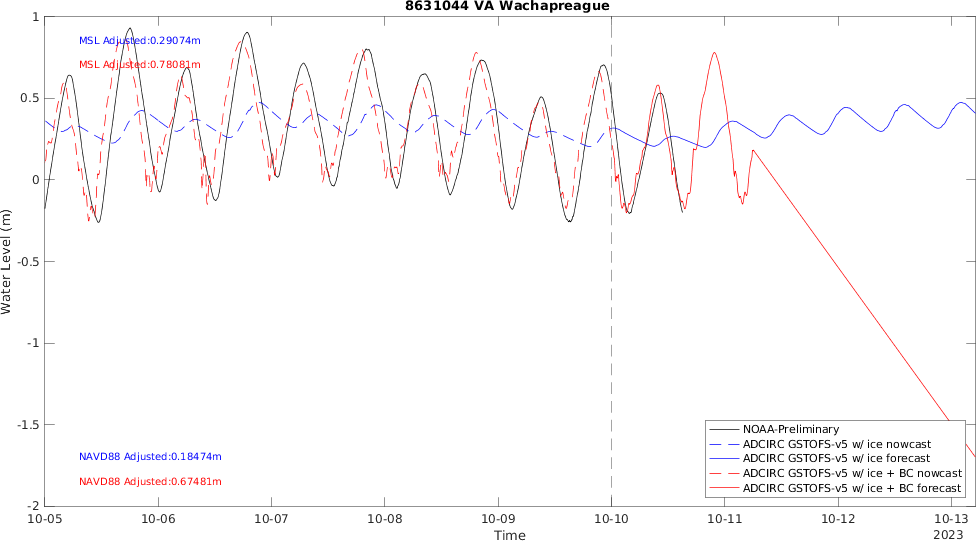 8631044 VA Wachapreague
1
0.5
0
-0.5
-1
-1.5
-2
Water Level (m)
MSL Adjusted:0.29074m
MSL Adjusted:0.78081m
NAVD88 Adjusted:0.18474m
NAVD88 Adjusted:0.67481m
NOAA-Preliminary
ADCIRC GSTOFS-v5 w/ ice nowcast
ADCIRC GSTOFS-v5 w/ ice forecast
ADCIRC GSTOFS-v5 w/ ice + BC nowcast
ADCIRC GSTOFS-v5 w/ ice + BC forecast
10-05 10-06 10-07 10-08 10-09 10-10 10-11 10-12 10-13
Time
2023